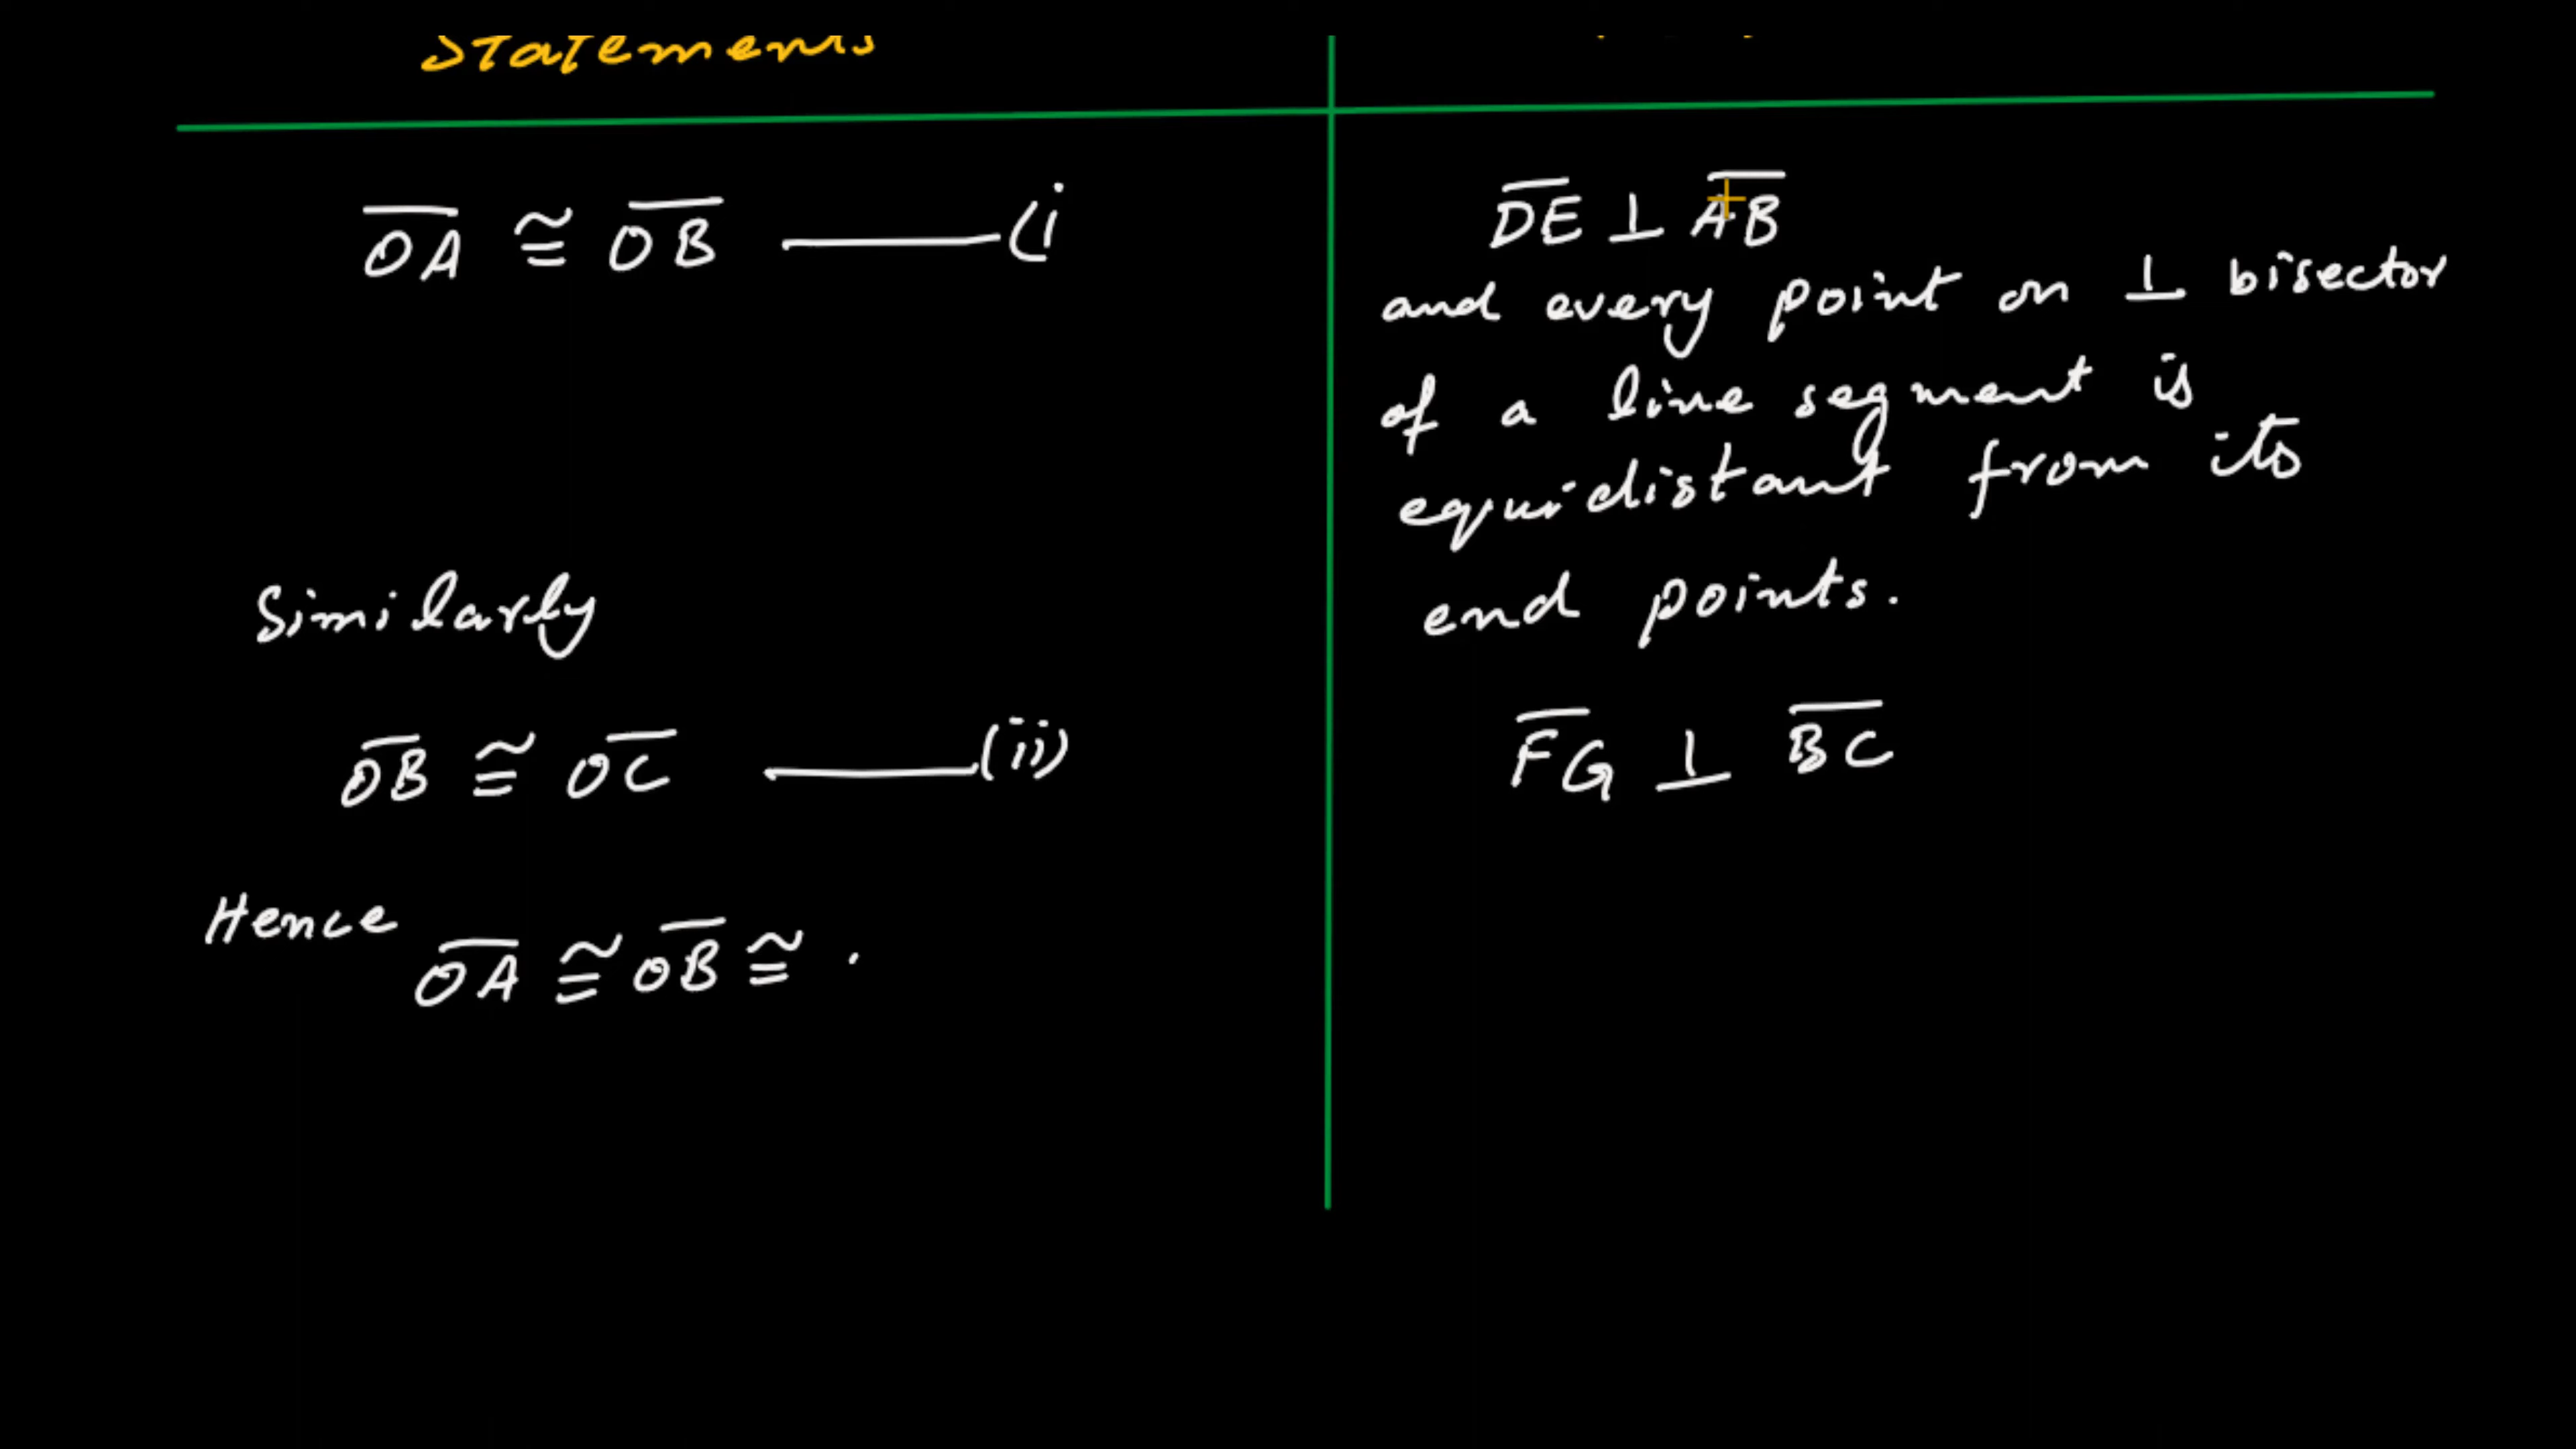 Statements
OA ≅ OB ——— (i
DE ⊥ AB
and every point on ⊥ bisector
of a line segment is
equidistant from its
end points.
Similarly
OB ≅ OC ——— (ii)
FG ⊥ BC
Hence
OA ≅ OB ≅ .